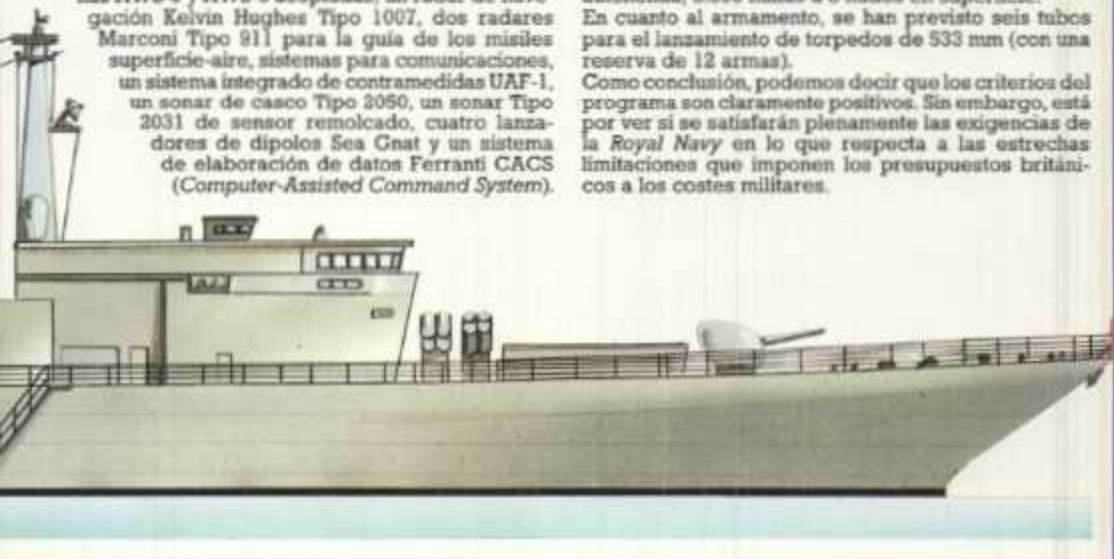 gación Kelvin Hughes Tipo 1007, dos radares
Marconi Tipo 911 para la guía de los misiles
superficie-aire, sistemas para comunicaciones,
un sistema integrado de contramedidas UAF-1,
un sonar de casco Tipo 2050, un sonar Tipo
2031 de sensor remolcado, cuatro lanza-
dores de dipolos Sea Gnat y un sistema
de elaboración de datos Ferranti CACS
(Computer-Assisted Command System).
En cuanto al armamento, se han previsto seis tubos
para el lanzamiento de torpedos de 533 mm (con una
reserva de 12 armas).
Como conclusión, podemos decir que los criterios del
programa son claramente positivos. Sin embargo, está
por ver si se satisfarán plenamente las exigencias de
la Royal Navy en lo que respecta a las estrechas
limitaciones que imponen los presupuestos británi-
cos a los costes militares.